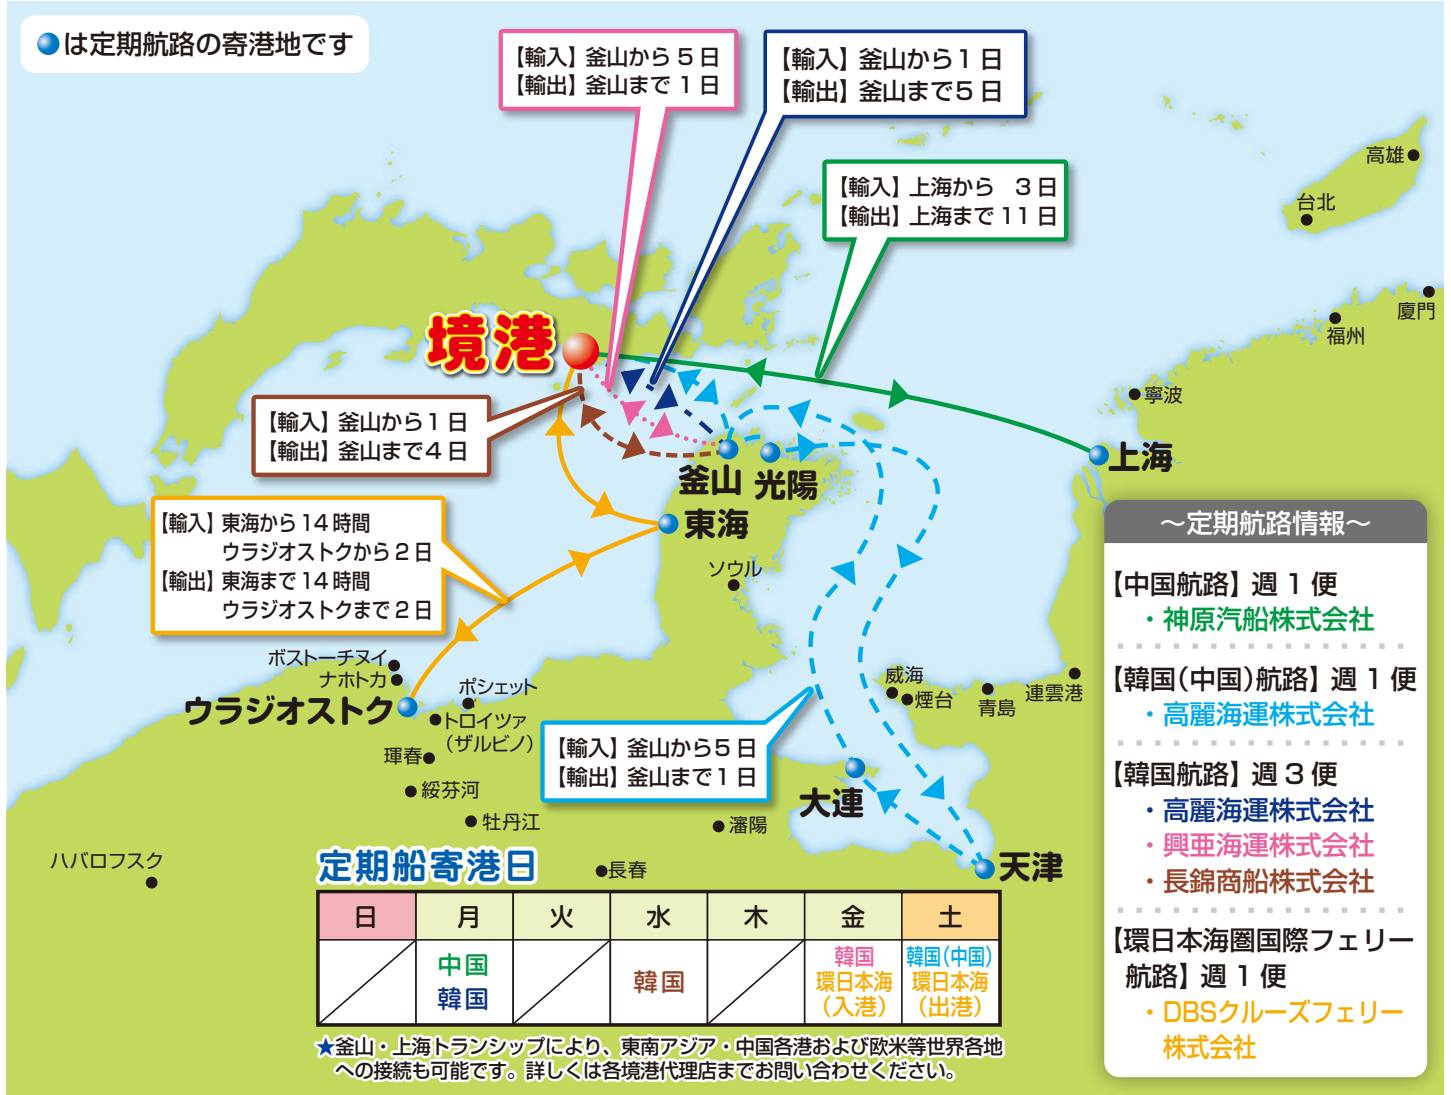 は定期航路の寄港地です
【輸入】釜山から5日
【輸出】釜山まで1日
【輸入】釜山から1日
【輸出】釜山まで5日
【輸入】上海から 3日
【輸出】上海まで11日
高雄
台北
厦門
福州
寧波
境港
【輸入】釜山から1日
【輸出】釜山まで4日
上海
釜山
光陽
東海
【輸入】東海から14時間
ウラジオストクから2日
【輸出】東海まで14時間
ウラジオストクまで2日
ソウル
ボストーチヌイ
ナホトカ
ウラジオストク
ポシェット
トロイツァ
（ザルビノ）
琿春
綏芬河
牡丹江
ハバロフスク
長春
瀋陽
【輸入】釜山から5日
【輸出】釜山まで1日
威海
煙台
青島
連雲港
大連
天津
～定期航路情報～
【中国航路】週1便
・神原汽船株式会社
【韓国（中国）航路】週1便
・高麗海運株式会社
【韓国航路】週3便
・高麗海運株式会社
・興亜海運株式会社
・長錦商船株式会社
【環日本海圏国際フェリー
航路】週1便
・DBSクルーズフェリー
株式会社
定期船寄港日
日 月 火 水 木 金 土
中国
韓国
韓国
韓国
環日本海
（入港）
韓国（中国）
環日本海
（出港）
★釜山・上海トランシップにより、東南アジア・中国各港および欧米等世界各地
への接続も可能です。詳しくは各境港代理店までお問い合わせください。